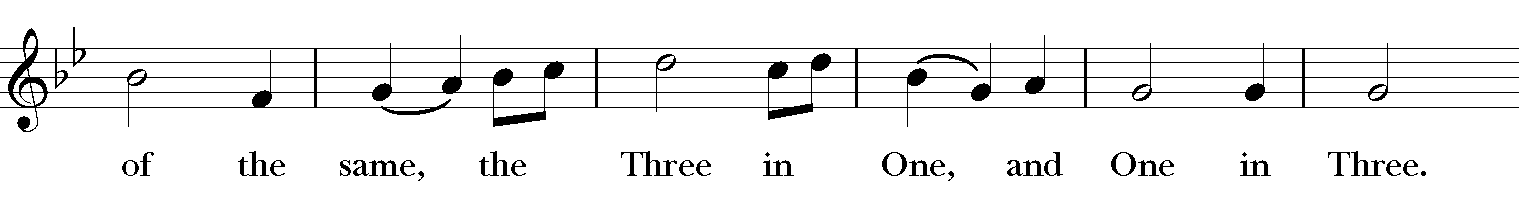 of the same, the Three in One, and One in Three.